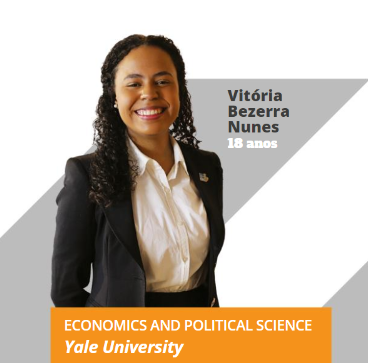 Vitória
Bezerra
Nunes
18 anos
ECONOMICS AND POLITICAL SCIENCE
Yale University